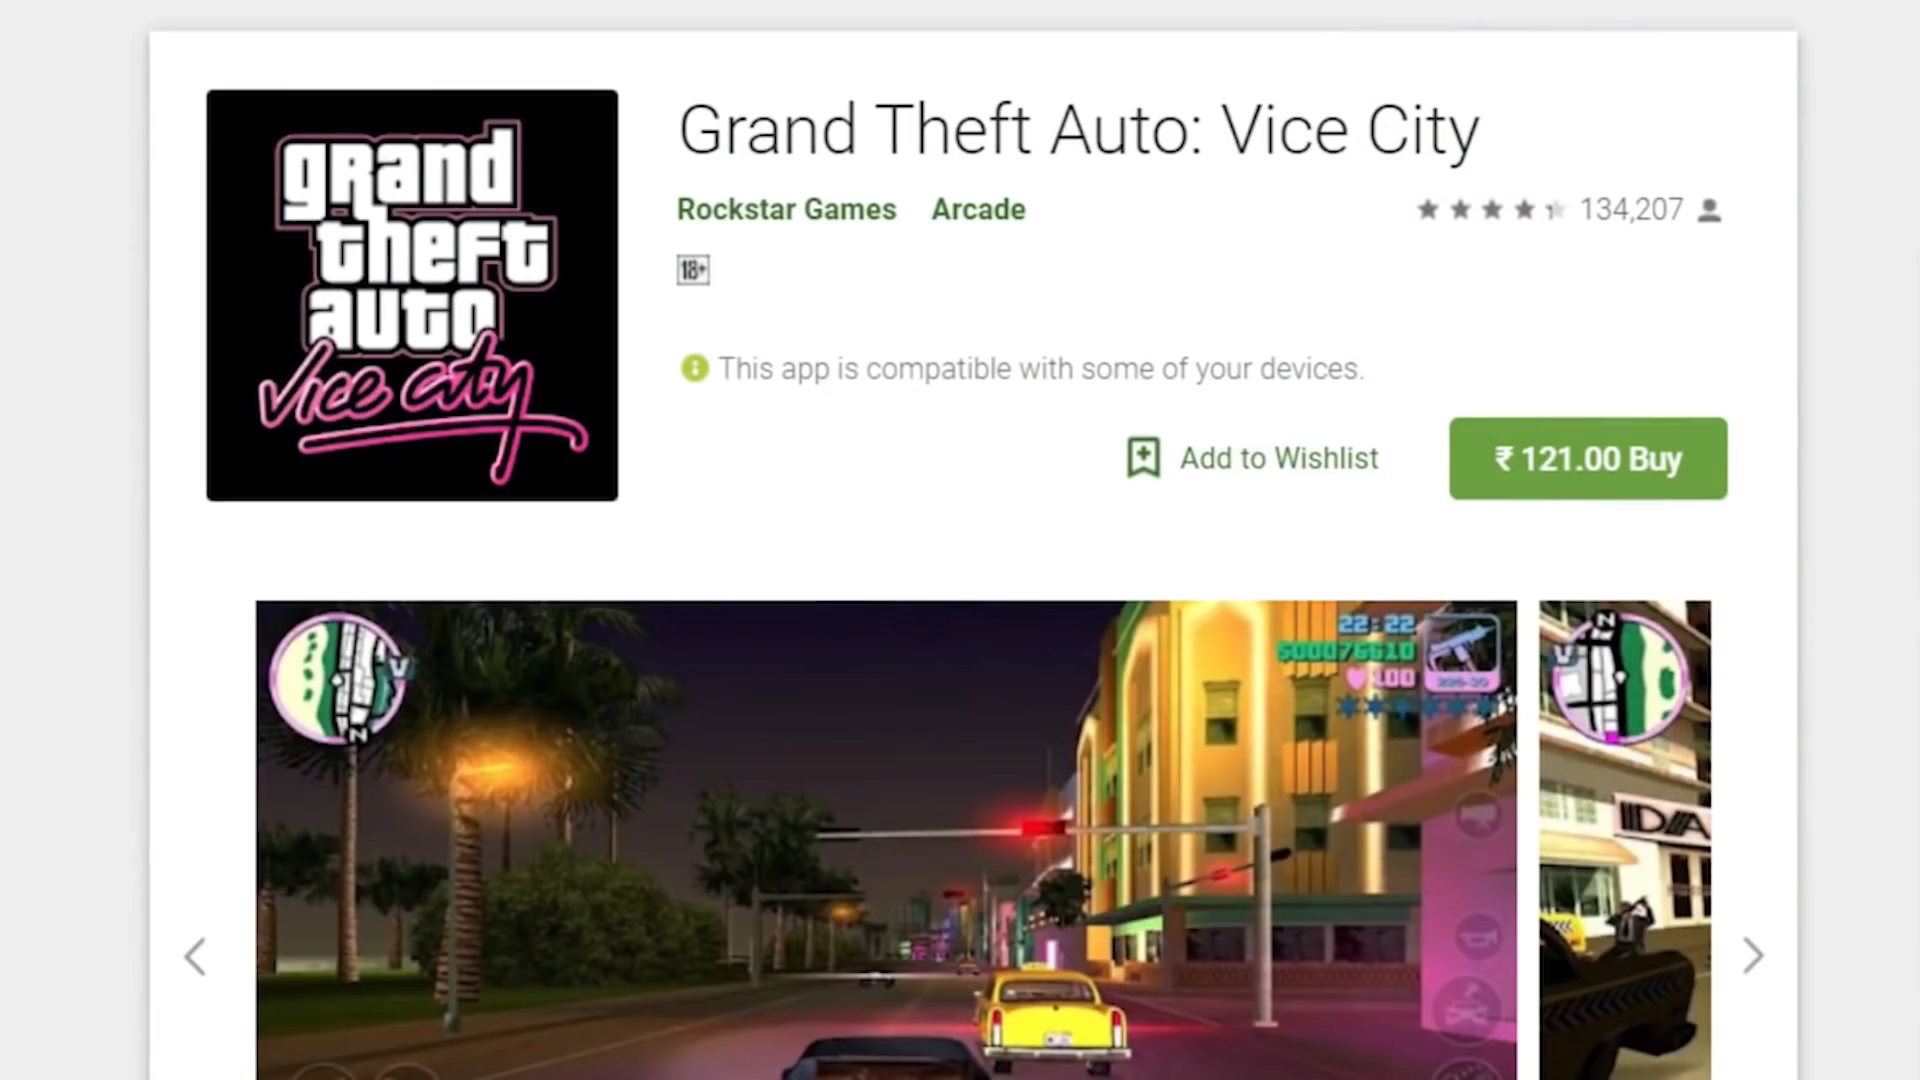 grand
theft
auto
vice city
Grand Theft Auto: Vice City
Rockstar Games Arcade
134,207
18+
This app is compatible with some of your devices.
Add to Wishlist
₹ 121.00 Buy
V
N
22:22
$00076610
100
N
V